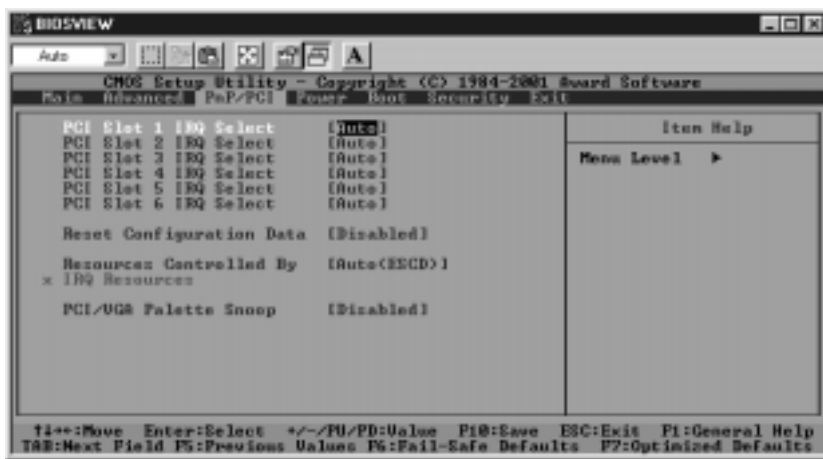 BIOSVIEW
Auto
A
CMOS Setup Utility - Copyright (C) 1984-2001 Award Software
Main Advanced PnP/PCI Power Boot Security Exit
PCI Slot 1 IRQ Select [Auto]
PCI Slot 2 IRQ Select [Auto]
PCI Slot 3 IRQ Select [Auto]
PCI Slot 4 IRQ Select [Auto]
PCI Slot 5 IRQ Select [Auto]
PCI Slot 6 IRQ Select [Auto]
Reset Configuration Data [Disabled]
Resources Controlled By [Auto(ESCD)]
x IRQ Resources
PCI/VGA Palette Snoop [Disabled]
Item Help
Menu Level ►
↑↓→←:Move Enter:Select +/-/PU/PD:Value F10:Save ESC:Exit F1:General Help
TAB:Next Field F5:Previous Values F6:Fail-Safe Defaults F7:Optimized Defaults